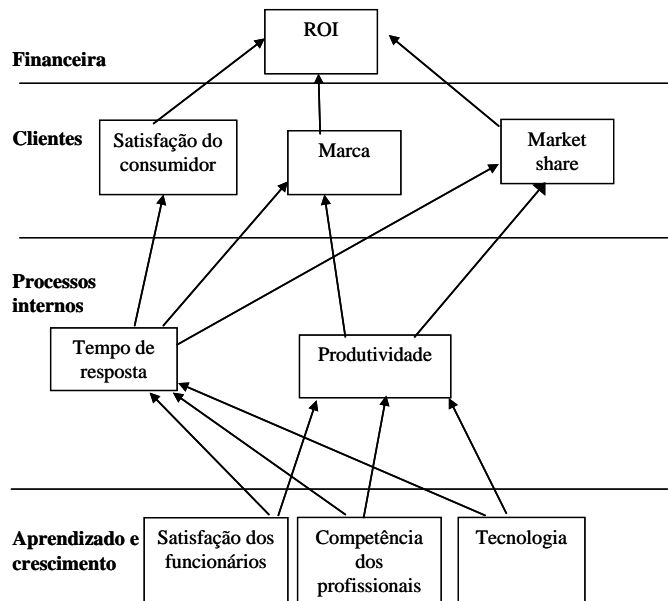 ROI
Financeira
Clientes
Satisfação do
consumidor
Marca
Market
share
Processos
internos
Tempo de
resposta
Produtividade
Aprendizado e
crescimento
Satisfação dos
funcionários
Competência
dos
profissionais
Tecnologia